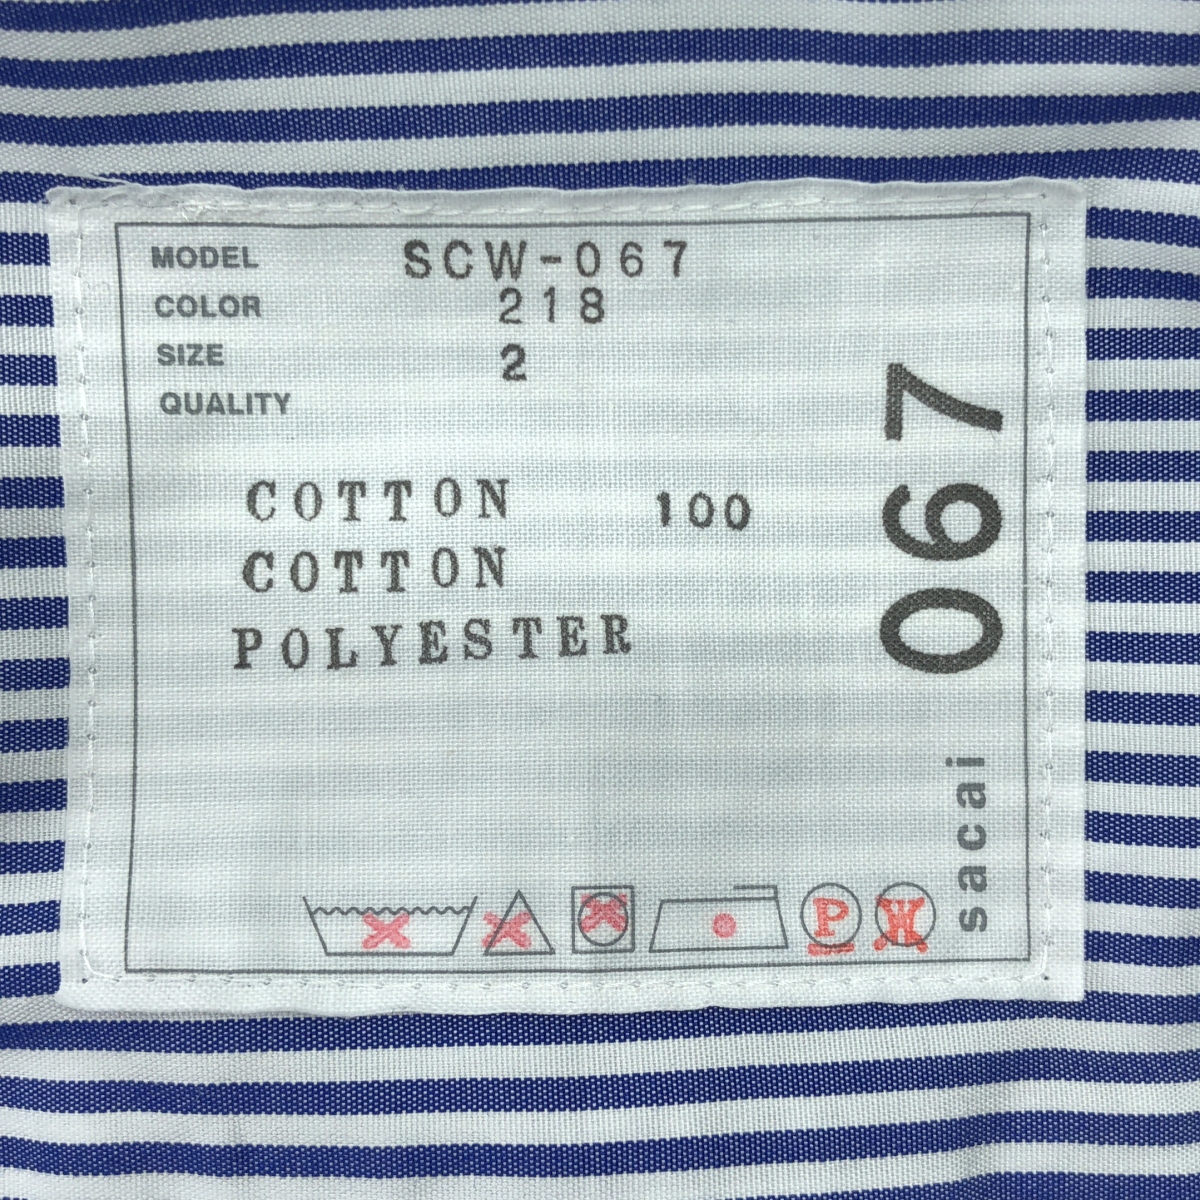 MODEL SCW-067
COLOR 218
SIZE 2
QUALITY
COTTON 100
COTTON
POLYESTER
067
sacai
P
W